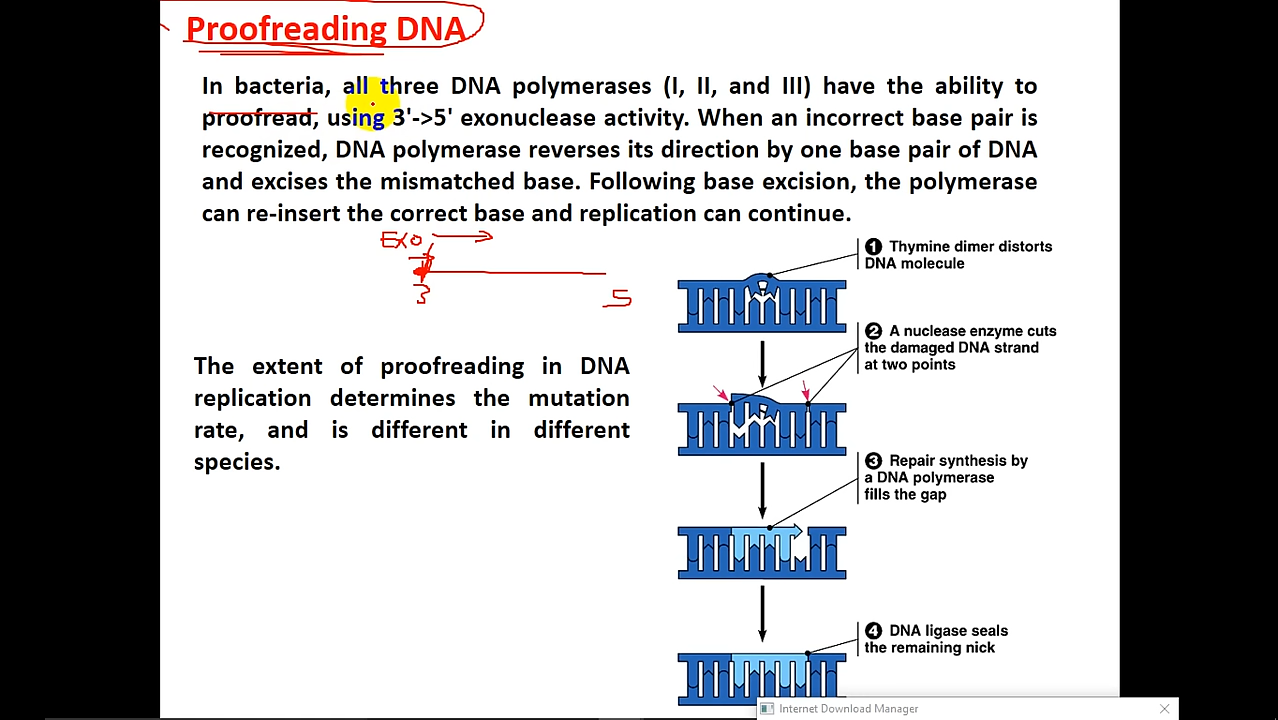 Proofreading DNA
In bacteria, all three DNA polymerases (I, II, and III) have the ability to
proofread, using 3'->5' exonuclease activity. When an incorrect base pair is
recognized, DNA polymerase reverses its direction by one base pair of DNA
and excises the mismatched base. Following base excision, the polymerase
can re-insert the correct base and replication can continue.
EXO
3
5
The extent of proofreading in DNA
replication determines the mutation
rate, and is different in different
species.
1 Thymine dimer distorts
DNA molecule
2 A nuclease enzyme cuts
the damaged DNA strand
at two points
3 Repair synthesis by
a DNA polymerase
fills the gap
4 DNA ligase seals
the remaining nick
Internet Download Manager